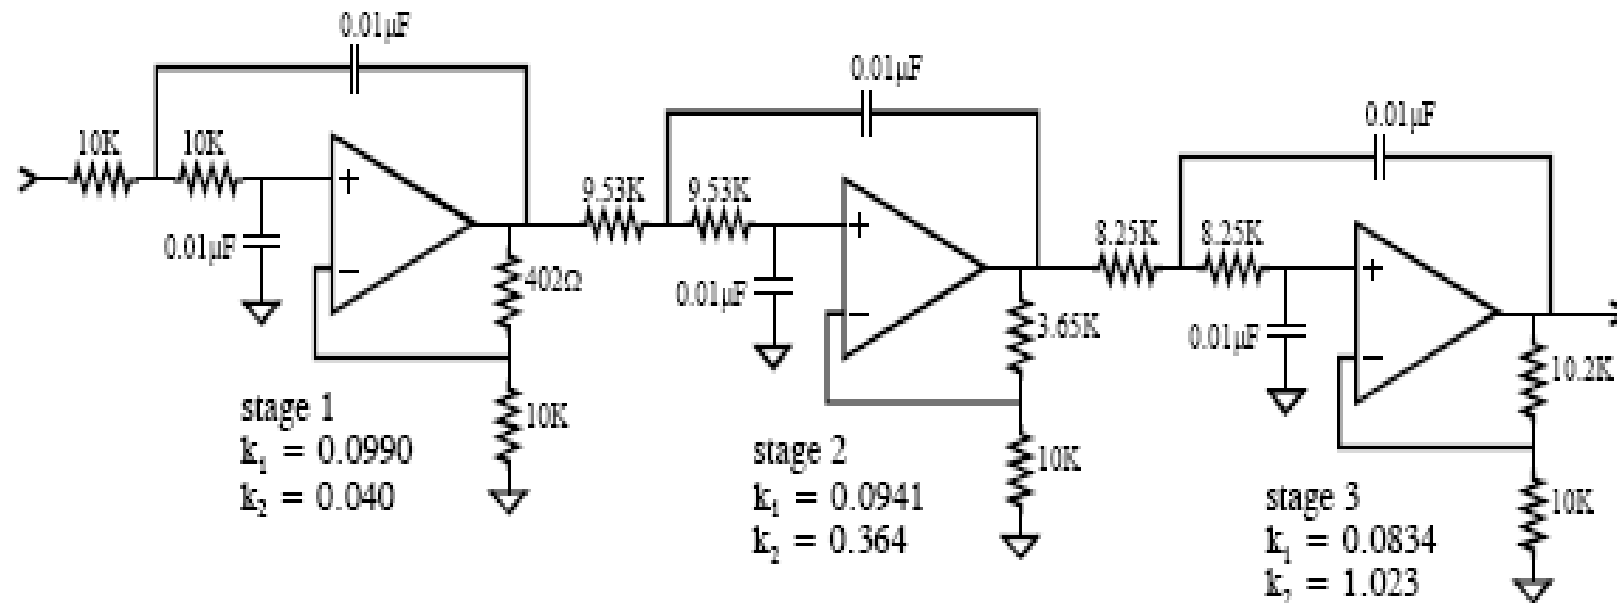 0.01µF
10K
10K
+
0.01µF
−
402Ω
10K
stage 1
k₁ = 0.0990
k₂ = 0.040
0.01µF
9.53K
9.53K
+
0.01µF
−
3.65K
10K
stage 2
k₁ = 0.0941
k₂ = 0.364
0.01µF
8.25K
8.25K
+
0.01µF
−
10.2K
10K
stage 3
k₁ = 0.0834
k₂ = 1.023